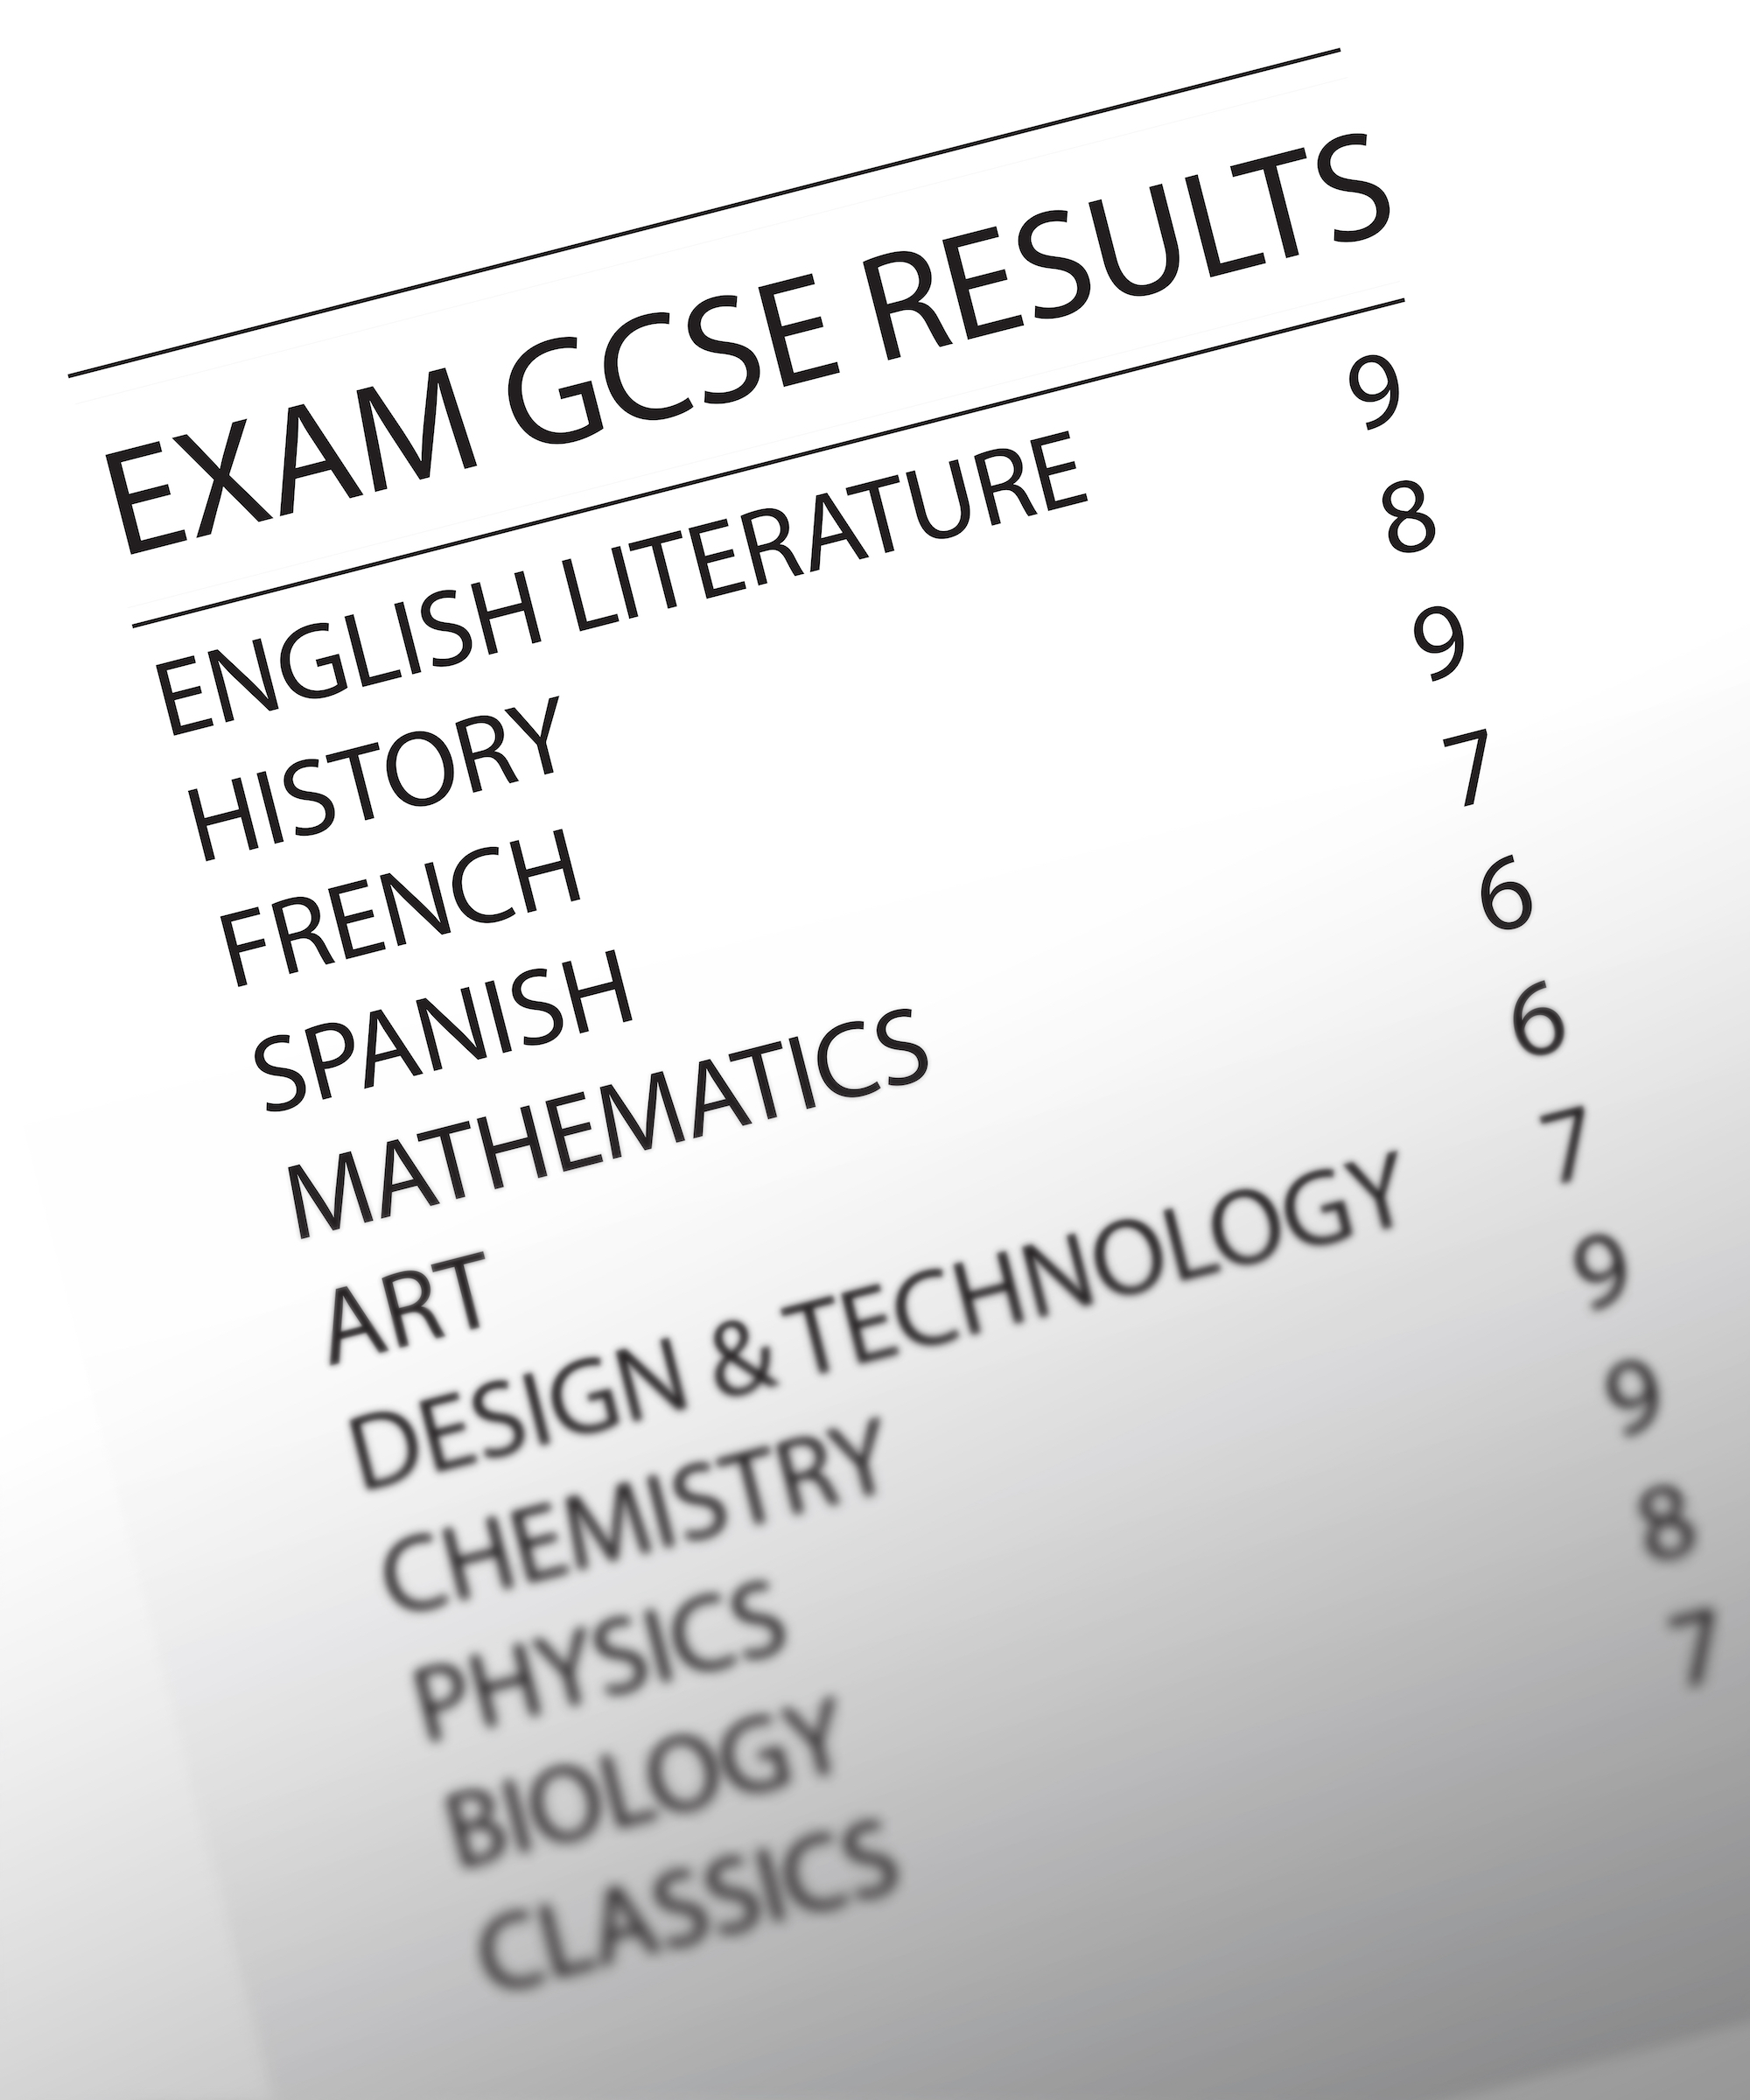 EXAM GCSE RESULTS
ENGLISH LITERATURE 9
HISTORY 8
FRENCH 9
SPANISH 7
MATHEMATICS 6
ART 6
DESIGN & TECHNOLOGY 7
CHEMISTRY 9
PHYSICS 9
BIOLOGY 8
CLASSICS 7